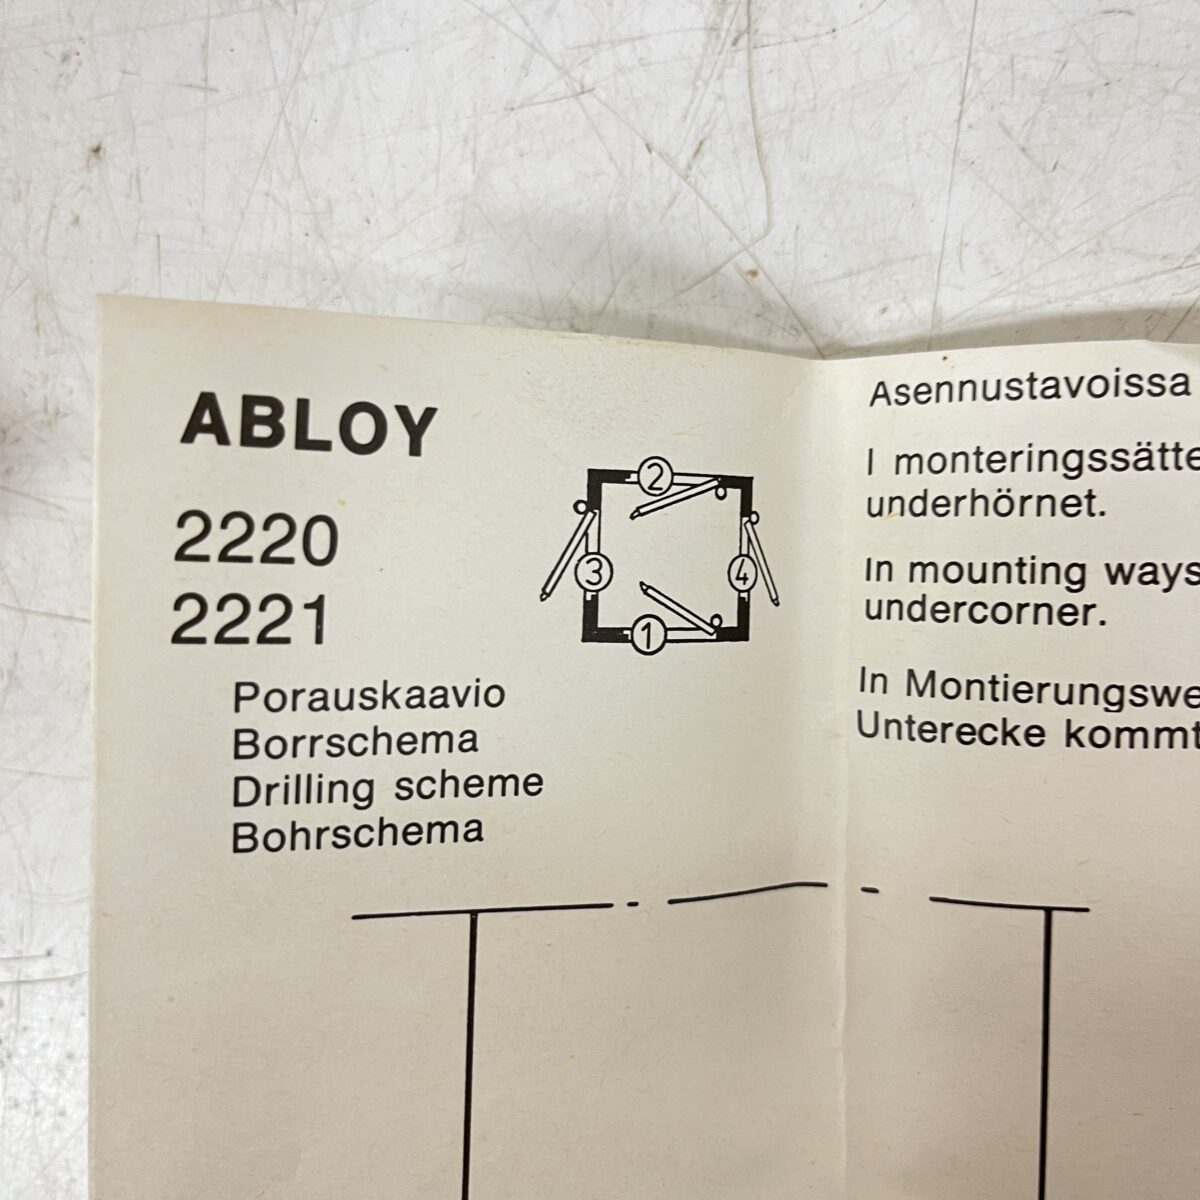 ABLOY
2220
2221
Porauskaavio
Borrschema
Drilling scheme
Bohrschema
2
3
4
1
Asennustavoissa
I monteringssätte
underhörnet.
In mounting ways
undercorner.
In Montierungswe
Unterecke kommt